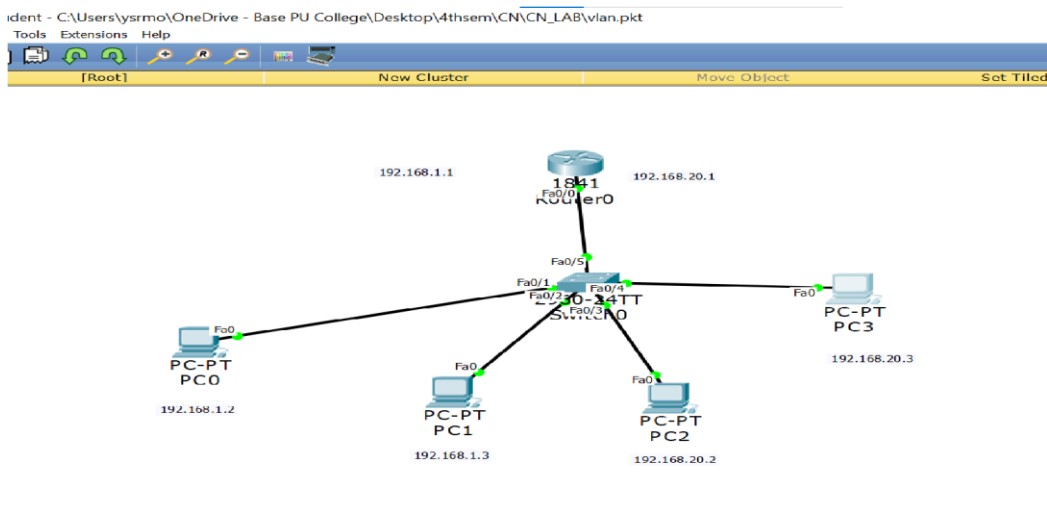 dent - C:\Users\ysrmo\OneDrive - Base PU College\Desktop\4thsem\CN\CN_LAB\vlan.pkt
Tools Extensions Help
[Root] New Cluster Move Object Set Tiled
192.168.1.1
1841
192.168.20.1
Fa0/0
Router0
Fa0/5
Fa0/1
Fa0/4
Fa0/2
2950-24TT
Fa0/3
Switch0
Fa0
PC-PT
PC3
192.168.20.3
Fa0
PC-PT
PC0
192.168.1.2
Fa0
PC-PT
PC1
192.168.1.3
Fa0
PC-PT
PC2
192.168.20.2